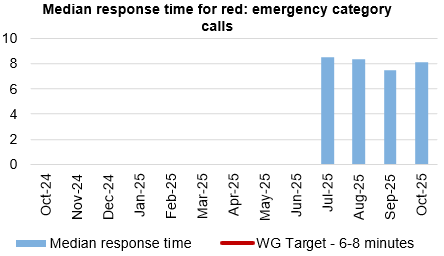 Median response time for red: emergency category
calls
10
8
6
4
2
0
Oct-24
Nov-24
Dec-24
Jan-25
Feb-25
Mar-25
Apr-25
May-25
Jun-25
Jul-25
Aug-25
Sep-25
Oct-25
Median response time
WG Target - 6-8 minutes